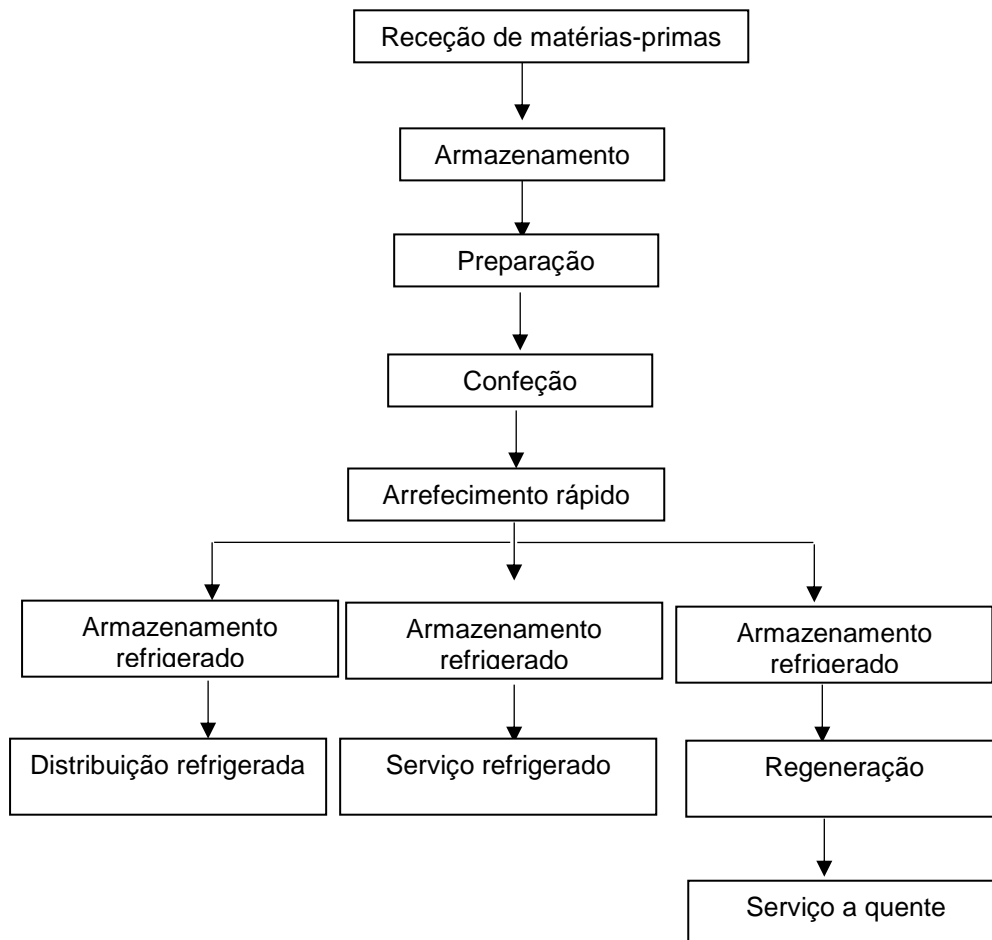 Receção de matérias-primas
Armazenamento
Preparação
Confeção
Arrefecimento rápido
Armazenamento
refrigerado
Armazenamento
refrigerado
Armazenamento
refrigerado
Distribuição refrigerada
Serviço refrigerado
Regeneração
Serviço a quente